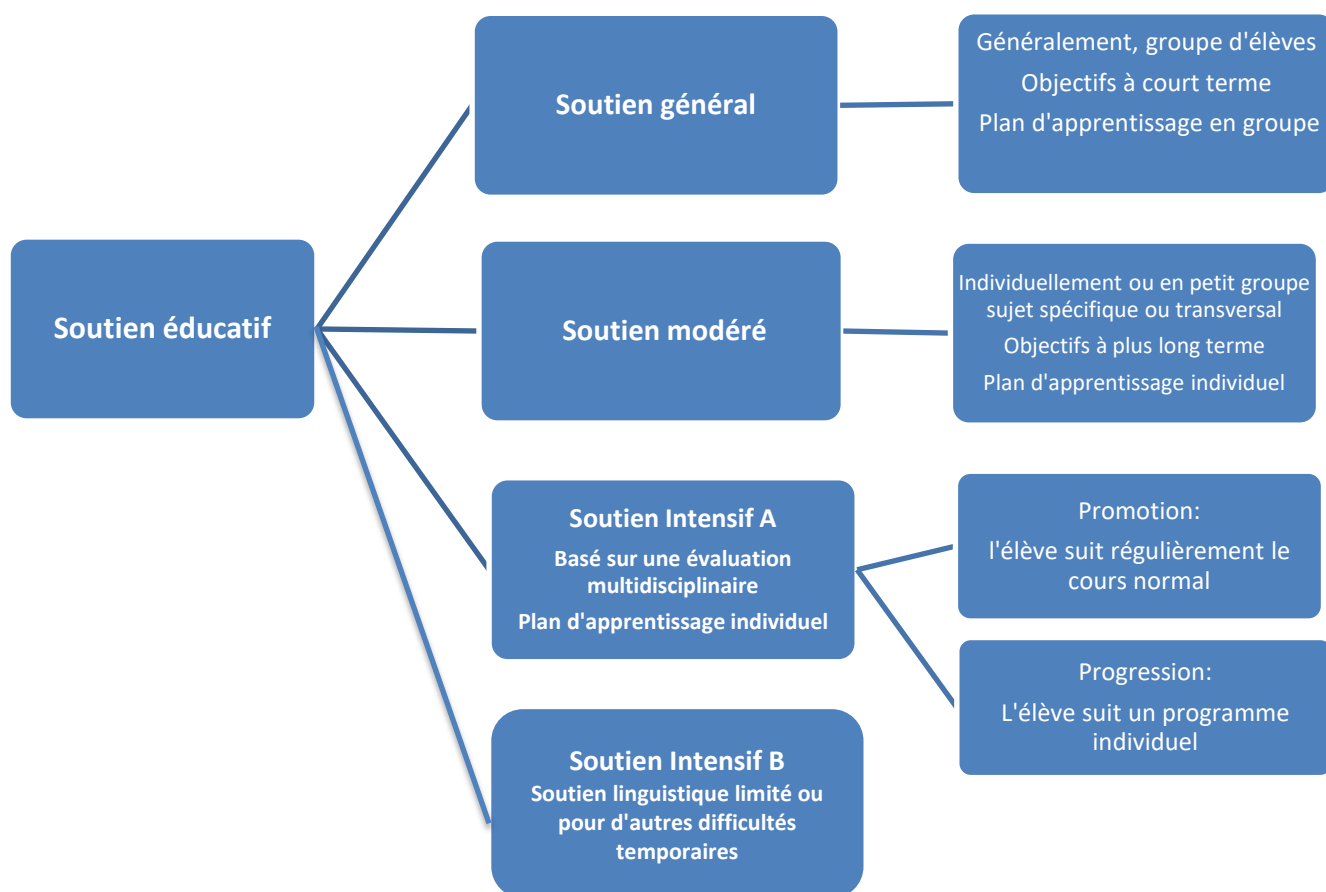 Soutien éducatif
Soutien général
Généralement, groupe d'élèves
Objectifs à court terme
Plan d'apprentissage en groupe
Soutien modéré
Individuellement ou en petit groupe
sujet spécifique ou transversal
Objectifs à plus long terme
Plan d'apprentissage individuel
Soutien Intensif A
Basé sur une évaluation
multidisciplinaire
Plan d'apprentissage individuel
Promotion:
l'élève suit régulièrement le
cours normal
Progression:
L'élève suit un programme
individuel
Soutien Intensif B
Soutien linguistique limité ou
pour d'autres difficultés
temporaires